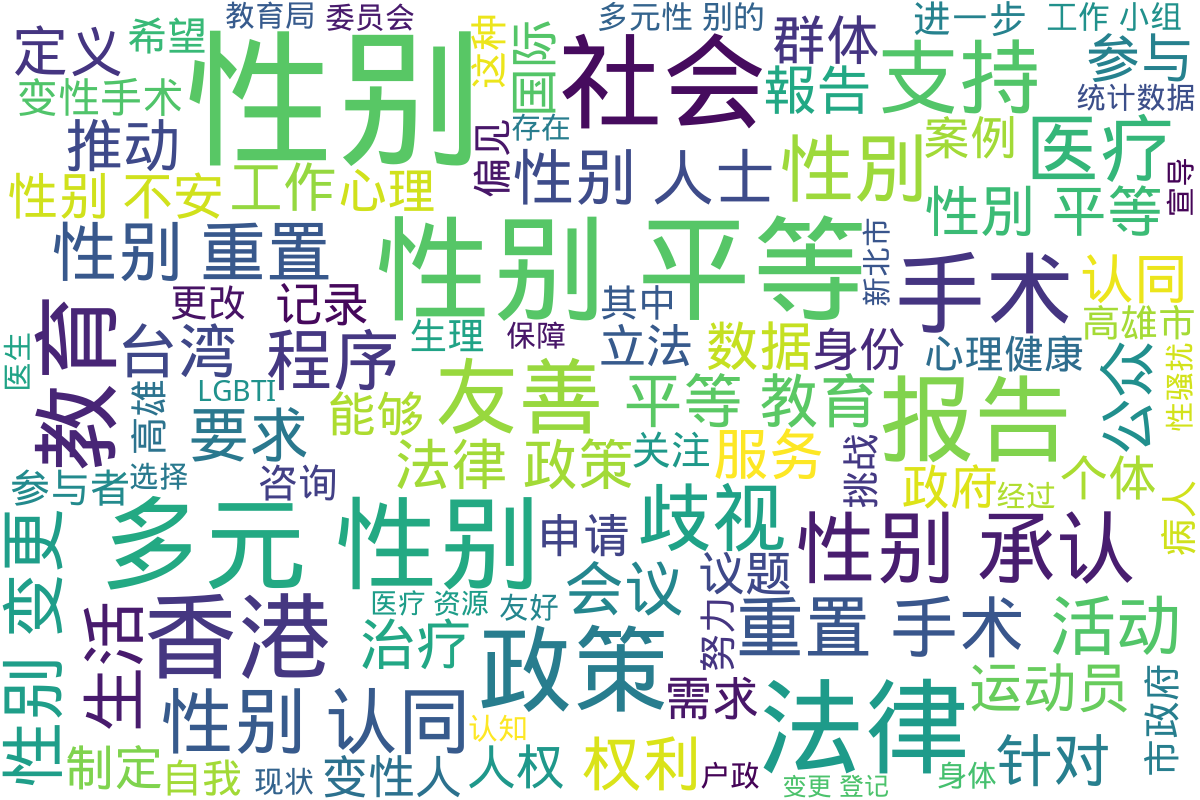 教育局
委员会
多元性 别的
进一步
工作 小组
定义
希望
性别
这种
国际
社会
群体
支持
参与
变性手术
報告
统计数据
推动
存在
偏见
案例
医疗
性别 不安
工作
心理
性别 人士
性別
宣导
性別 平等
性别 重置
性别 平等
新北市
手术
认同
教育
更改
记录
其中
高雄市
台湾
程序
生理
保障
立法
数据
身份
心理健康
公众
医生
性骚扰
高雄
LGBTI
能够
友善
平等 教育
报告
要求
法律 政策
关注
服务
挑战
参与者
选择
咨询
政府
经过
个体
病人
性别 变更
多元 性别
申请
歧视
性别 承认
生活
香港
医疗 资源
友好
会议
议题
努力
重置 手术
活动
治疗
政策
需求
法律
运动员
市政府
性别 认同
认知
制定
自我
现状
变性人
人权
权利
户政
变更 登记
身体
针对